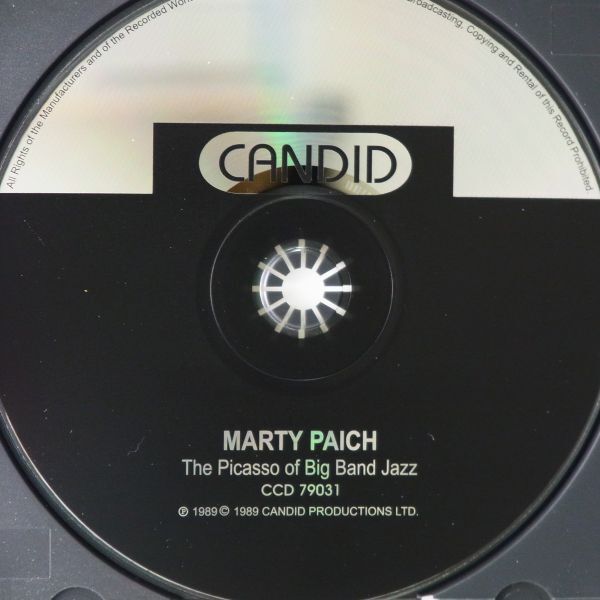 All Rights of the Manufacturers and of the Recorded Work
Broadcasting, Copying and Rental of this Record Prohibited.
CANDID
MARTY PAICH
The Picasso of Big Band Jazz
CCD 79031
℗ 1989 © 1989 CANDID PRODUCTIONS LTD.